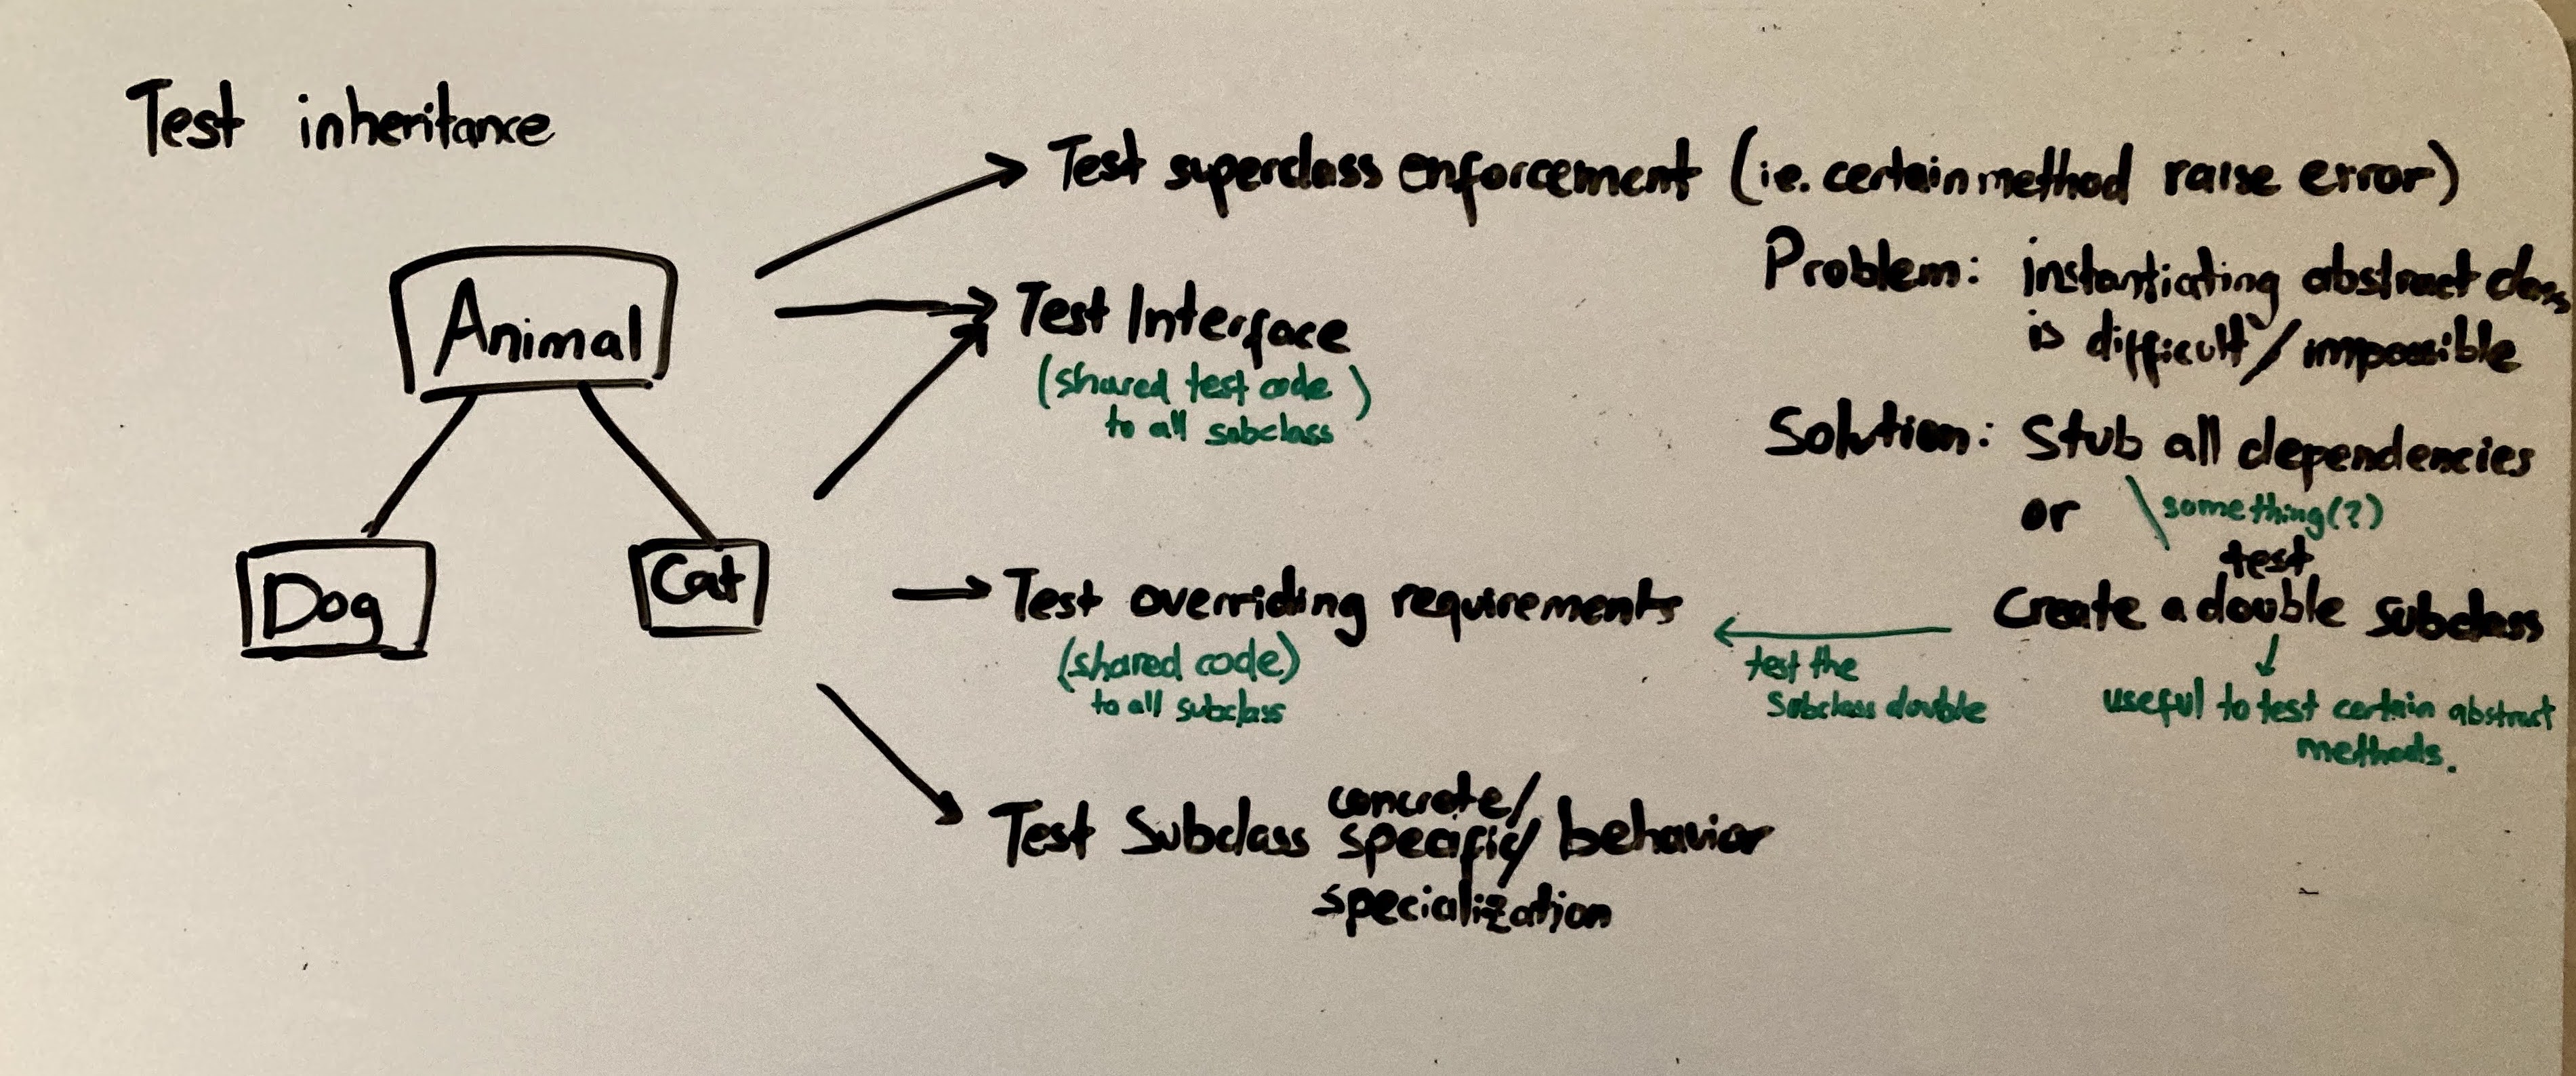 Test inheritance
Test superclass enforcement (ie. certain method raise error)
Problem: instantiating abstract class
is difficult/impossible
Animal
Test Interface
(shared test code)
to all subclass
Solution: Stub all dependencies
or \something(?)
test
Create a double subclass
useful to test certain abstract
methods.
Dog
Cat
Test overriding requirements
(shared code)
to all subclass
test the
Subclass double
concrete/
Test Subclass specific/ behavior
specialization